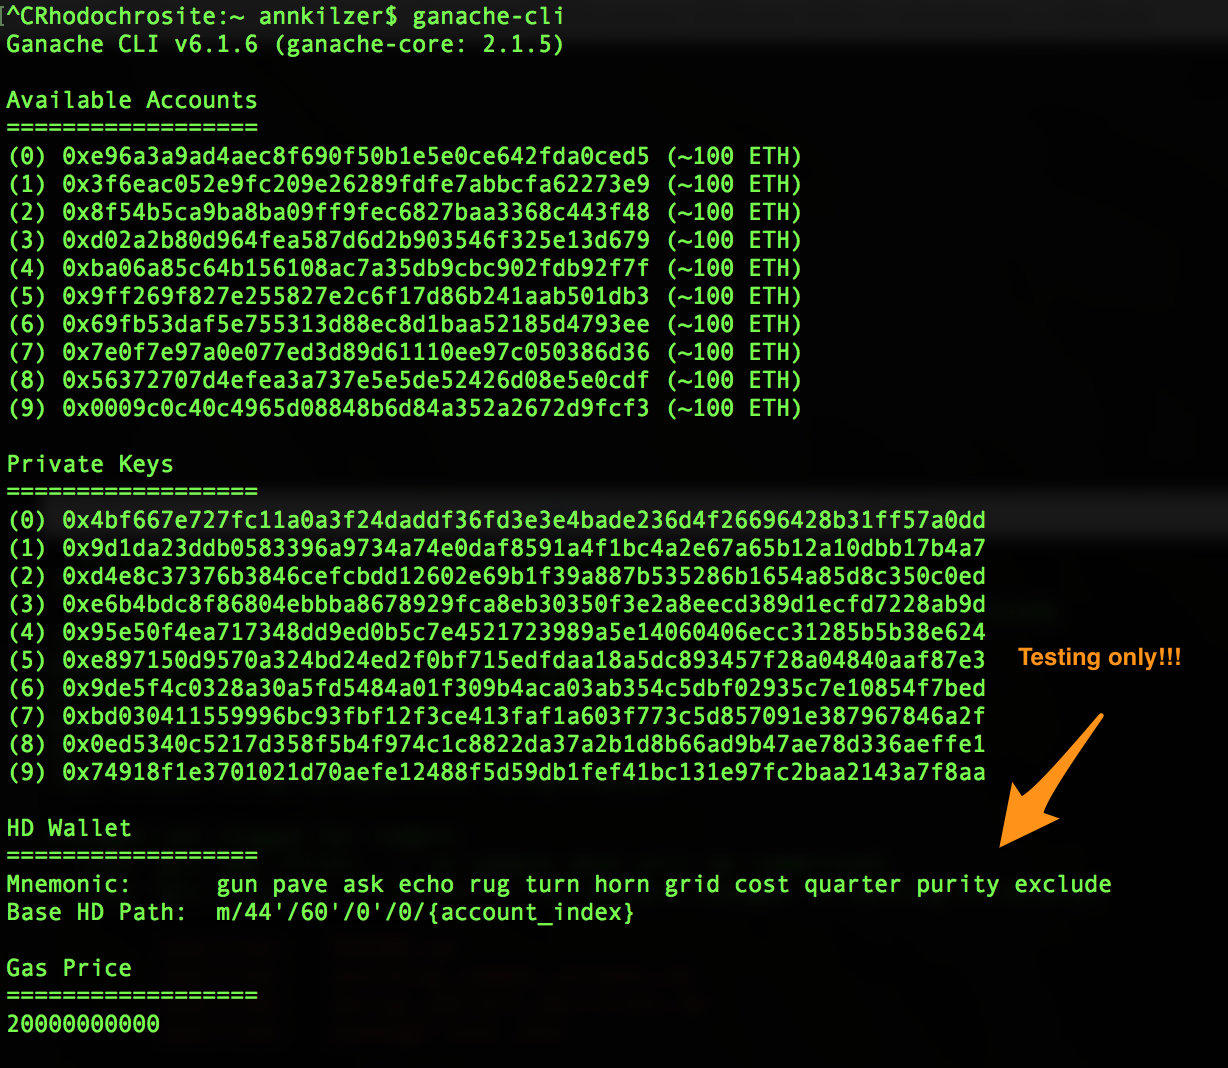 ^CRhodochrosite:~ annkilzer$ ganache-cli
Ganache CLI v6.1.6 (ganache-core: 2.1.5)
Available Accounts
==================
(0) 0xe96a3a9ad4aec8f690f50b1e5e0ce642fda0ced5 (~100 ETH)
(1) 0x3f6eac052e9fc209e26289fdfe7abbcfa62273e9 (~100 ETH)
(2) 0x8f54b5ca9ba8ba09ff9fec6827baa3368c443f48 (~100 ETH)
(3) 0xd02a2b80d964fea587d6d2b903546f325e13d679 (~100 ETH)
(4) 0xba06a85c64b156108ac7a35db9cbc902fdb92f7f (~100 ETH)
(5) 0x9ff269f827e255827e2c6f17d86b241aab501db3 (~100 ETH)
(6) 0x69fb53daf5e755313d88ec8d1baa52185d4793ee (~100 ETH)
(7) 0x7e0f7e97a0e077ed3d89d61110ee97c050386d36 (~100 ETH)
(8) 0x56372707d4efea3a737e5e5de52426d08e5e0cdf (~100 ETH)
(9) 0x0009c0c40c4965d08848b6d84a352a2672d9fcf3 (~100 ETH)
Private Keys
==================
(0) 0x4bf667e727fc11a0a3f24daddf36fd3e3e4bade236d4f26696428b31ff57a0dd
(1) 0x9d1da23ddb0583396a9734a74e0daf8591a4f1bc4a2e67a65b12a10dbb17b4a7
(2) 0xd4e8c37376b3846cefcbdd12602e69b1f39a887b535286b1654a85d8c350c0ed
(3) 0xe6b4bdc8f86804ebbba8678929fca8eb30350f3e2a8eecd389d1ecfd7228ab9d
(4) 0x95e50f4ea717348dd9ed0b5c7e4521723989a5e14060406ecc31285b5b38e624
(5) 0xe897150d9570a324bd24ed2f0bf715edfdaa18a5dc893457f28a04840aaf87e3
Testing only!!!
(6) 0x9de5f4c0328a30a5fd5484a01f309b4aca03ab354c5dbf02935c7e10854f7bed
(7) 0xbd030411559996bc93fbf12f3ce413faf1a603f773c5d857091e387967846a2f
(8) 0x0ed5340c5217d358f5b4f974c1c8822da37a2b1d8b66ad9b47ae78d336aeffe1
(9) 0x74918f1e3701021d70aefe12488f5d59db1fef41bc131e97fc2baa2143a7f8aa
HD Wallet
==================
Mnemonic:      gun pave ask echo rug turn horn grid cost quarter purity exclude
Base HD Path:  m/44'/60'/0'/0/{account_index}
Gas Price
==================
20000000000